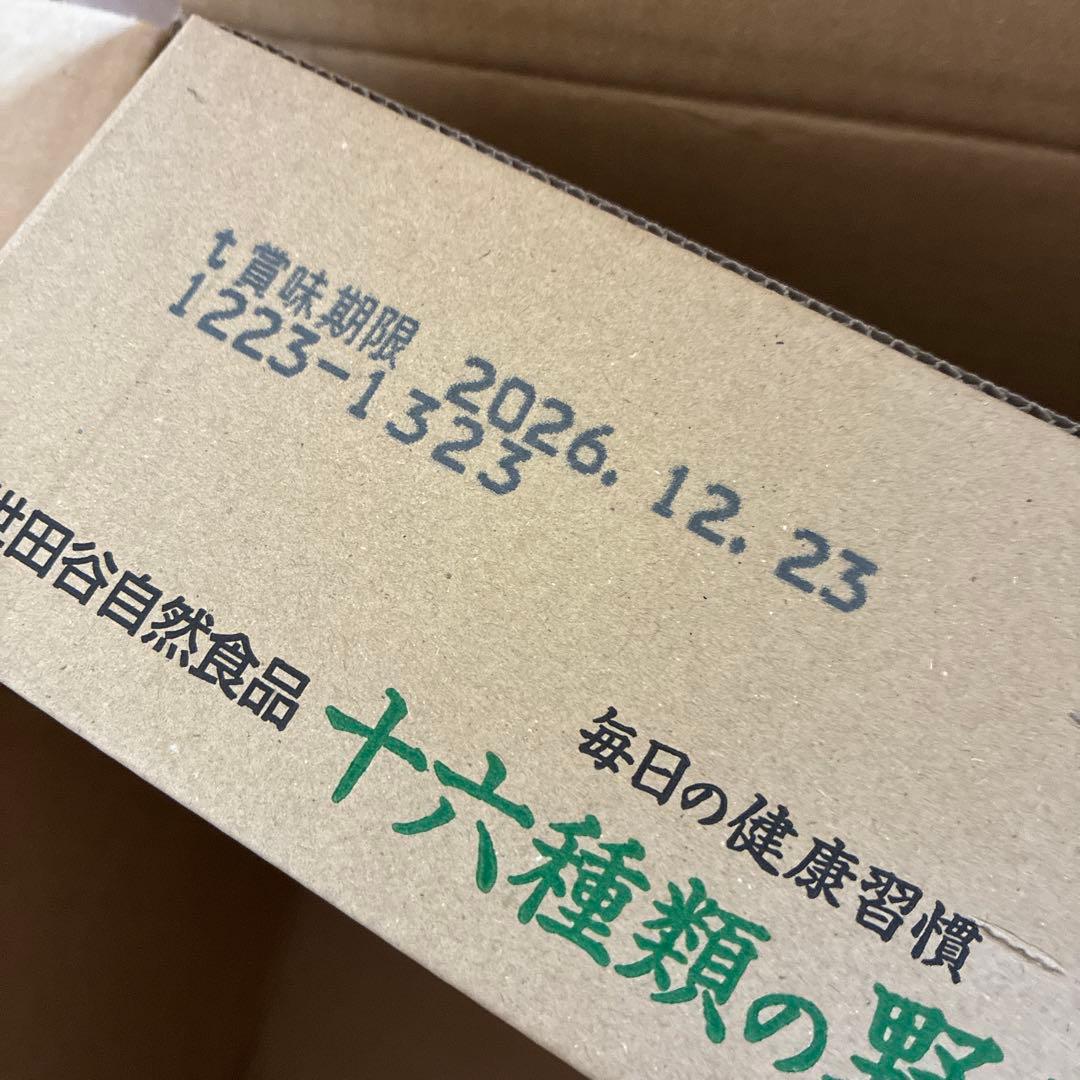 t賞味期限 2026.12.23
1223-1323
世田谷自然食品
毎日の健康習慣
十六種類の野